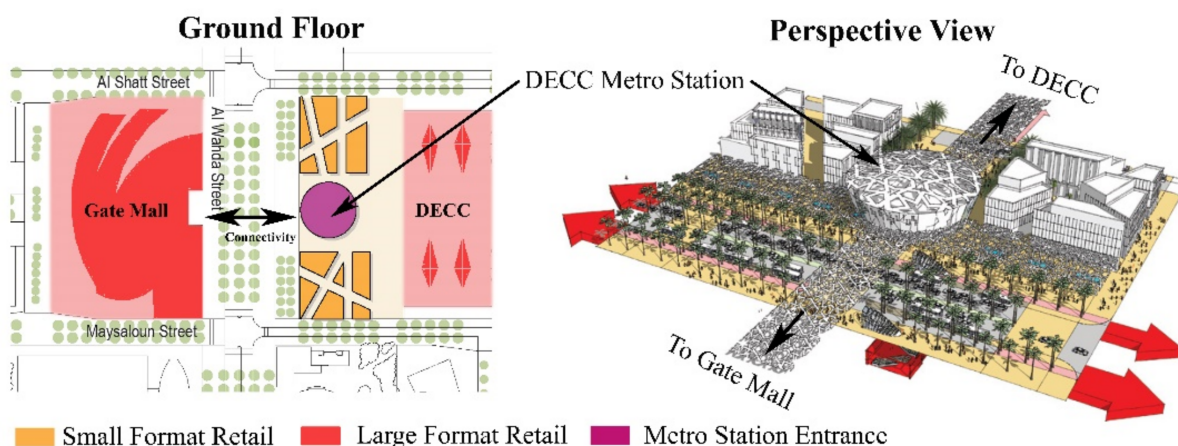 Ground Floor
Perspective View
Al Shatt Street
DECC Metro Station
To DECC
Al Wahda Street
Gate Mall
DECC
Connectivity
Maysaloun Street
To Gate Mall
Small Format Retail
Large Format Retail
Metro Station Entrance